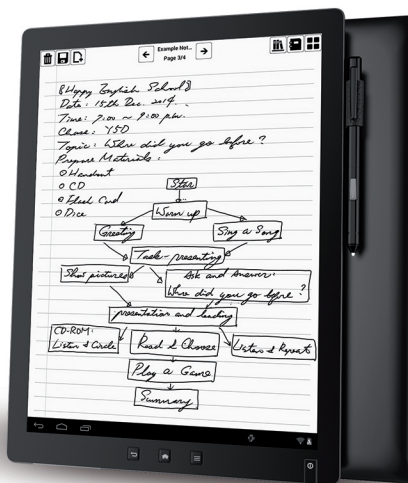 Example Not...
Page 3/4
{Happy English School}
Date: 15th Dec. 2014.
Time: 7:00 ~ 9:00 p.m.
Chose: Y5D
Topic: Where did you go before?
Prepare Materials:
o Handout
o CD
o Flash Card
o Dice
Star
Warm up
Greeting
Sing a Song
Task-presenting
Show pictures
Ask and Answer:
Where did you go before?
presentation and leading
CD-ROM:
Listen & Circle
Read & Choose
Listen & Repeat
Play a Game
Summary